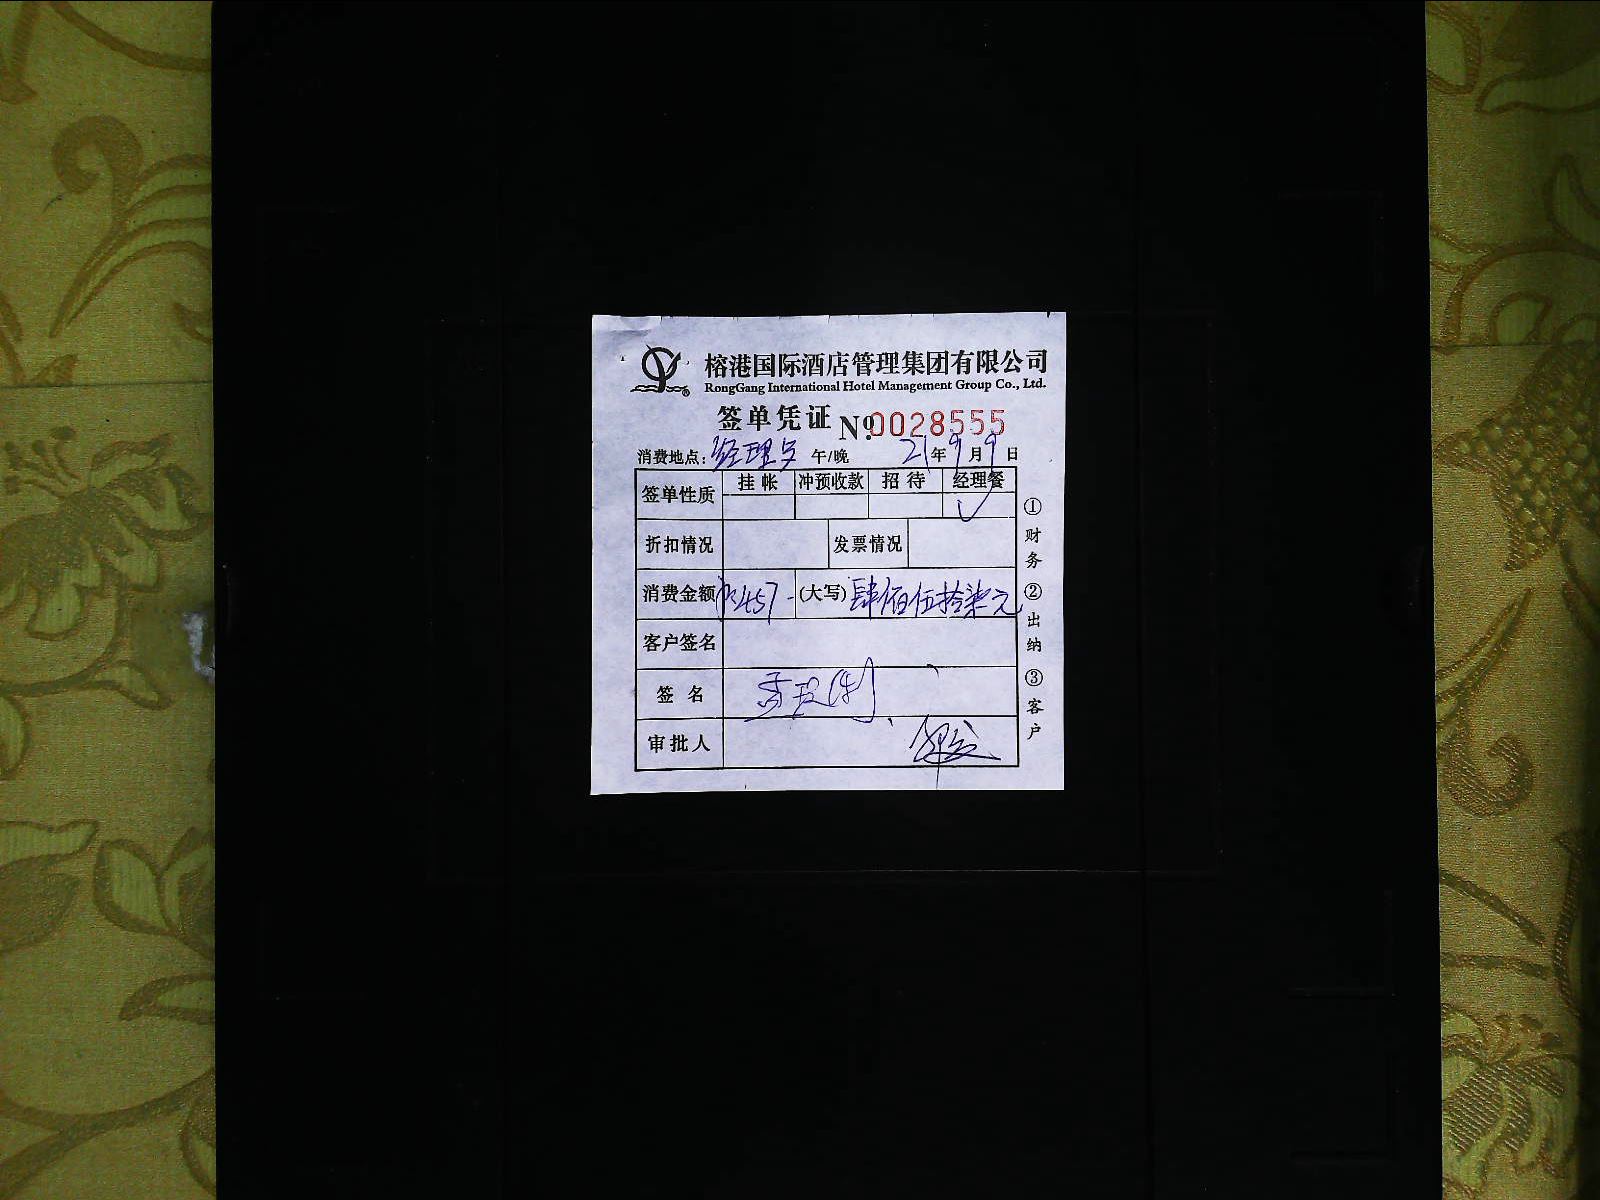 榕港国际酒店管理集团有限公司
RongGang International Hotel Management Group Co., Ltd.
签单凭证 Nº 0028555
消费地点: 经理 午/晚 21年9月9日
签单性质 挂帐 冲预收款 招待 经理餐
✓
折扣情况 发票情况
消费金额 457- (大写) 肆佰伍拾柒元
客户签名
签名
审批人
①财务 ②出纳 ③客户